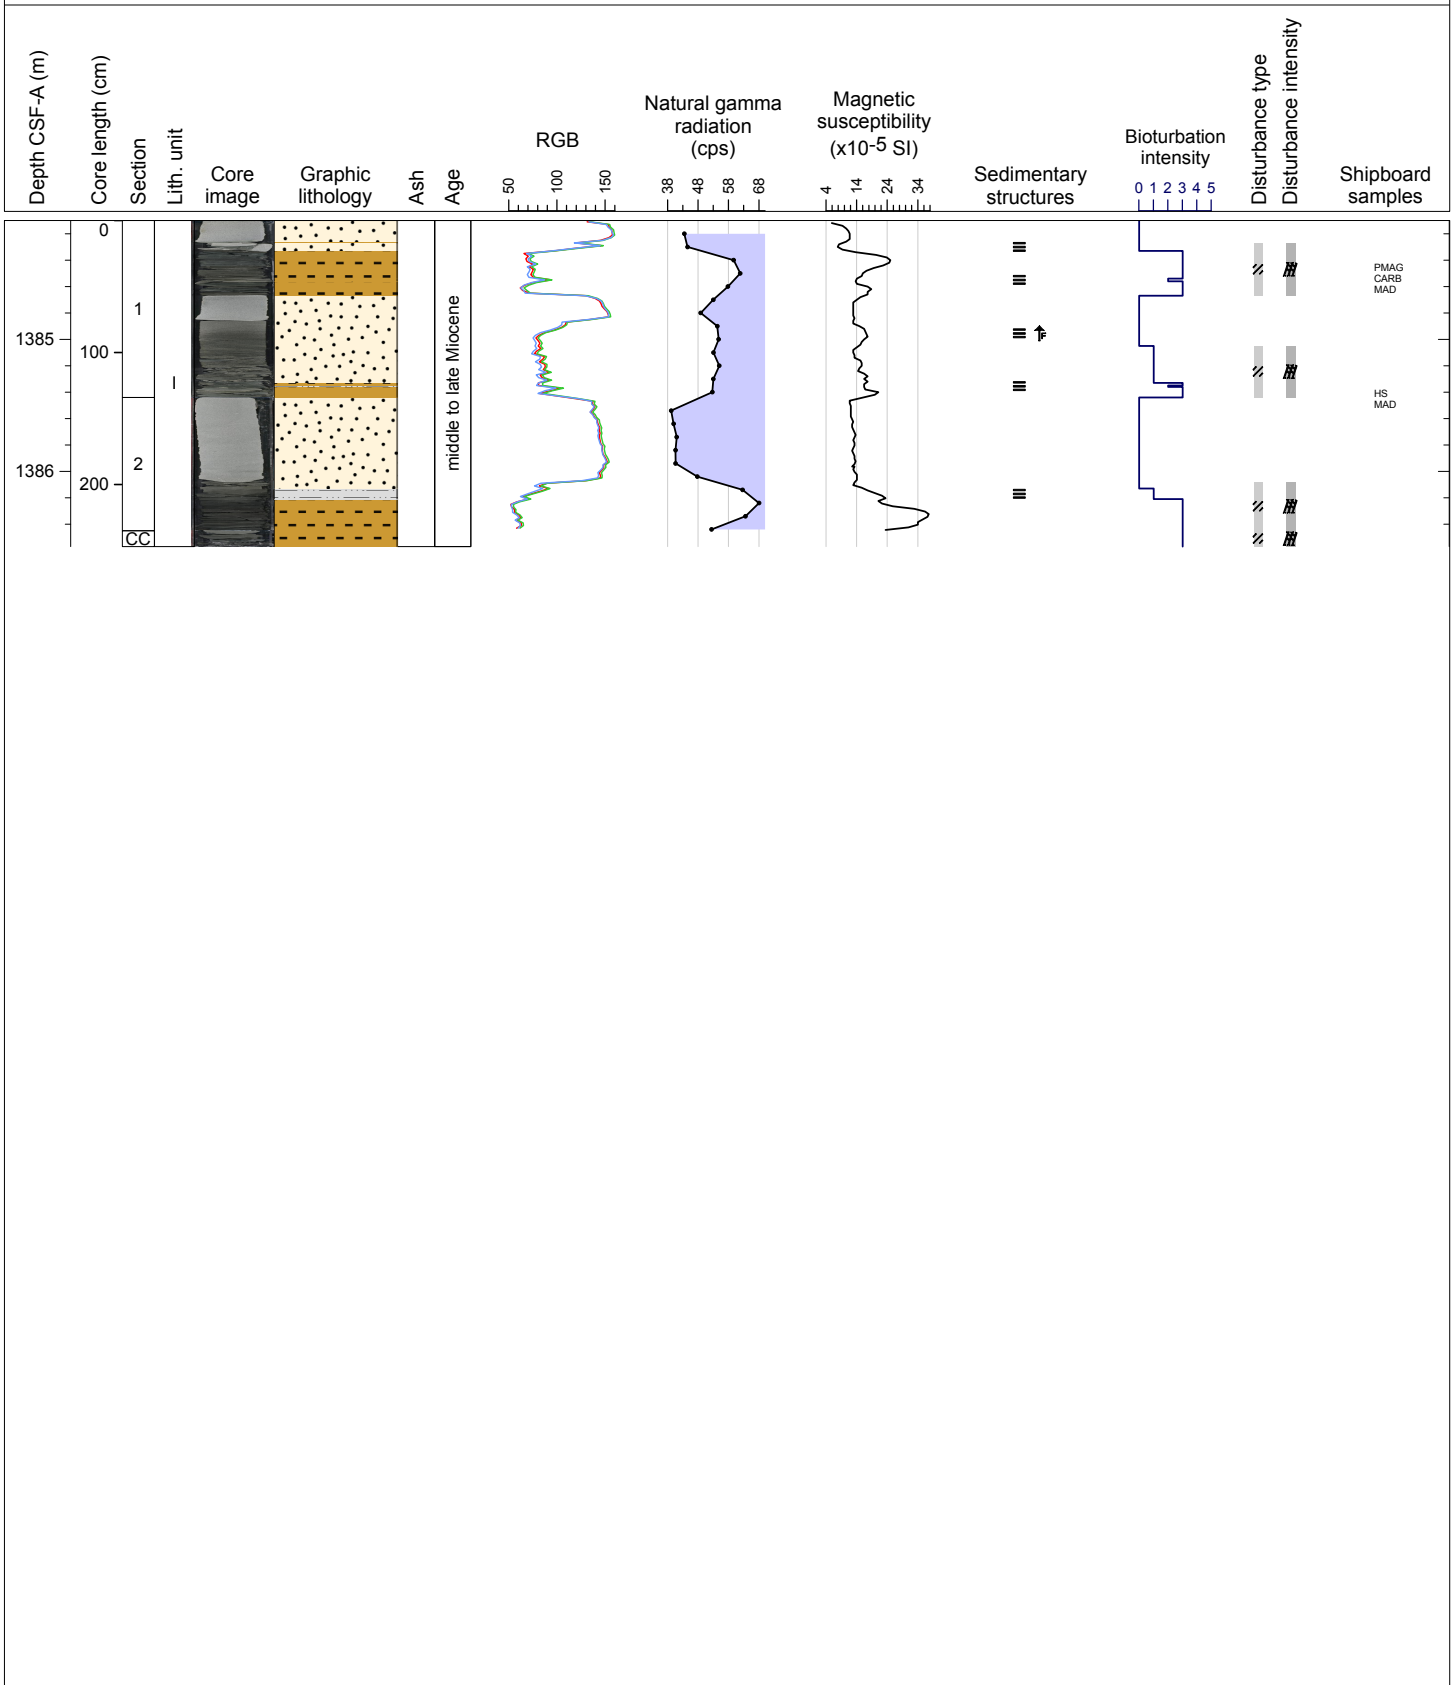 Depth CSF-A (m)
Core length (cm)
Section
Lith. unit
Core
image
Graphic
lithology
Ash
Age
RGB
50 100 150
Natural gamma
radiation
(cps)
38 48 58 68
Magnetic
susceptibility
(x10-5 SI)
4 14 24 34
Sedimentary
structures
Bioturbation
intensity
0 1 2 3 4 5
Disturbance type
Disturbance intensity
Shipboard
samples
0
1
PMAG
CARB
MAD
1385
100
I
middle to late Miocene
F
HS
MAD
1386
2
200
CC